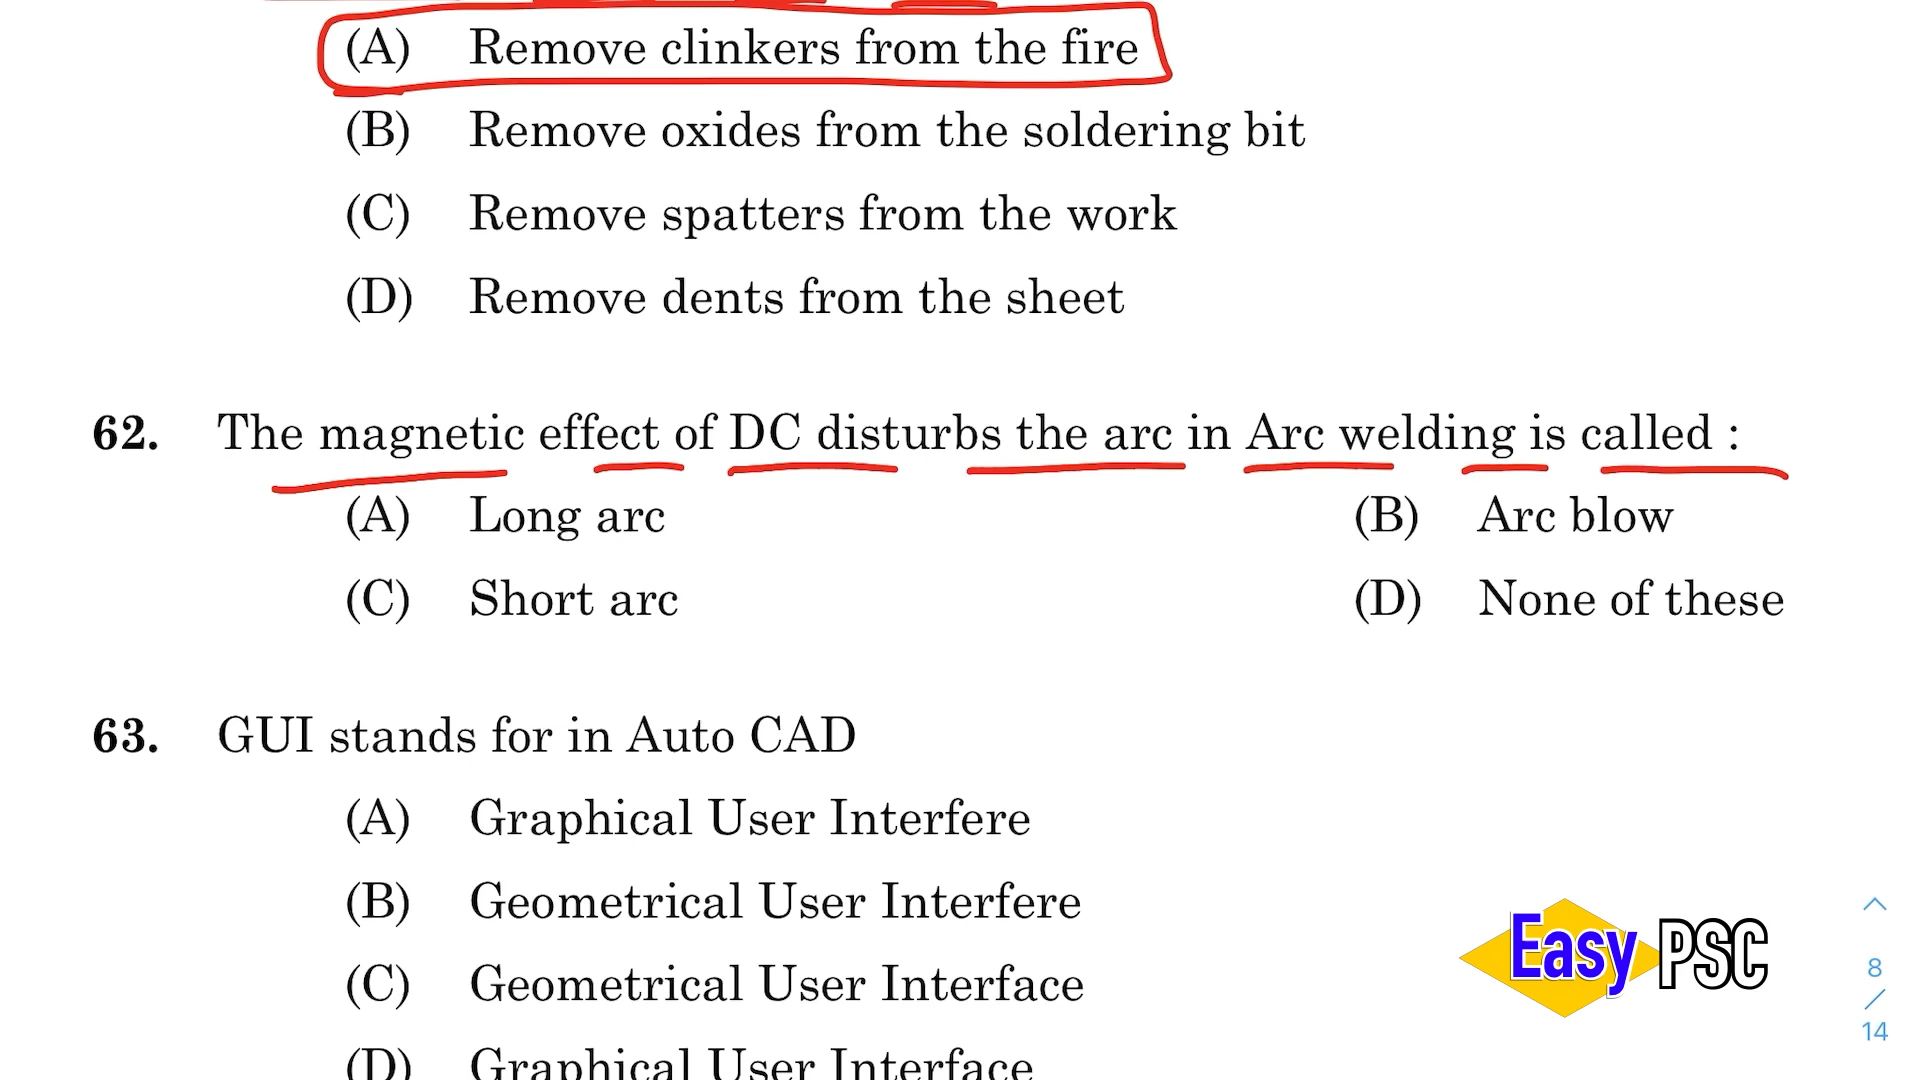 (A) Remove clinkers from the fire
(B) Remove oxides from the soldering bit
(C) Remove spatters from the work
(D) Remove dents from the sheet
62. The magnetic effect of DC disturbs the arc in Arc welding is called :
(A) Long arc (B) Arc blow
(C) Short arc (D) None of these
63. GUI stands for in Auto CAD
(A) Graphical User Interfere
(B) Geometrical User Interfere
(C) Geometrical User Interface
(D) Graphical User Interface
Easy PSC
8
/
14